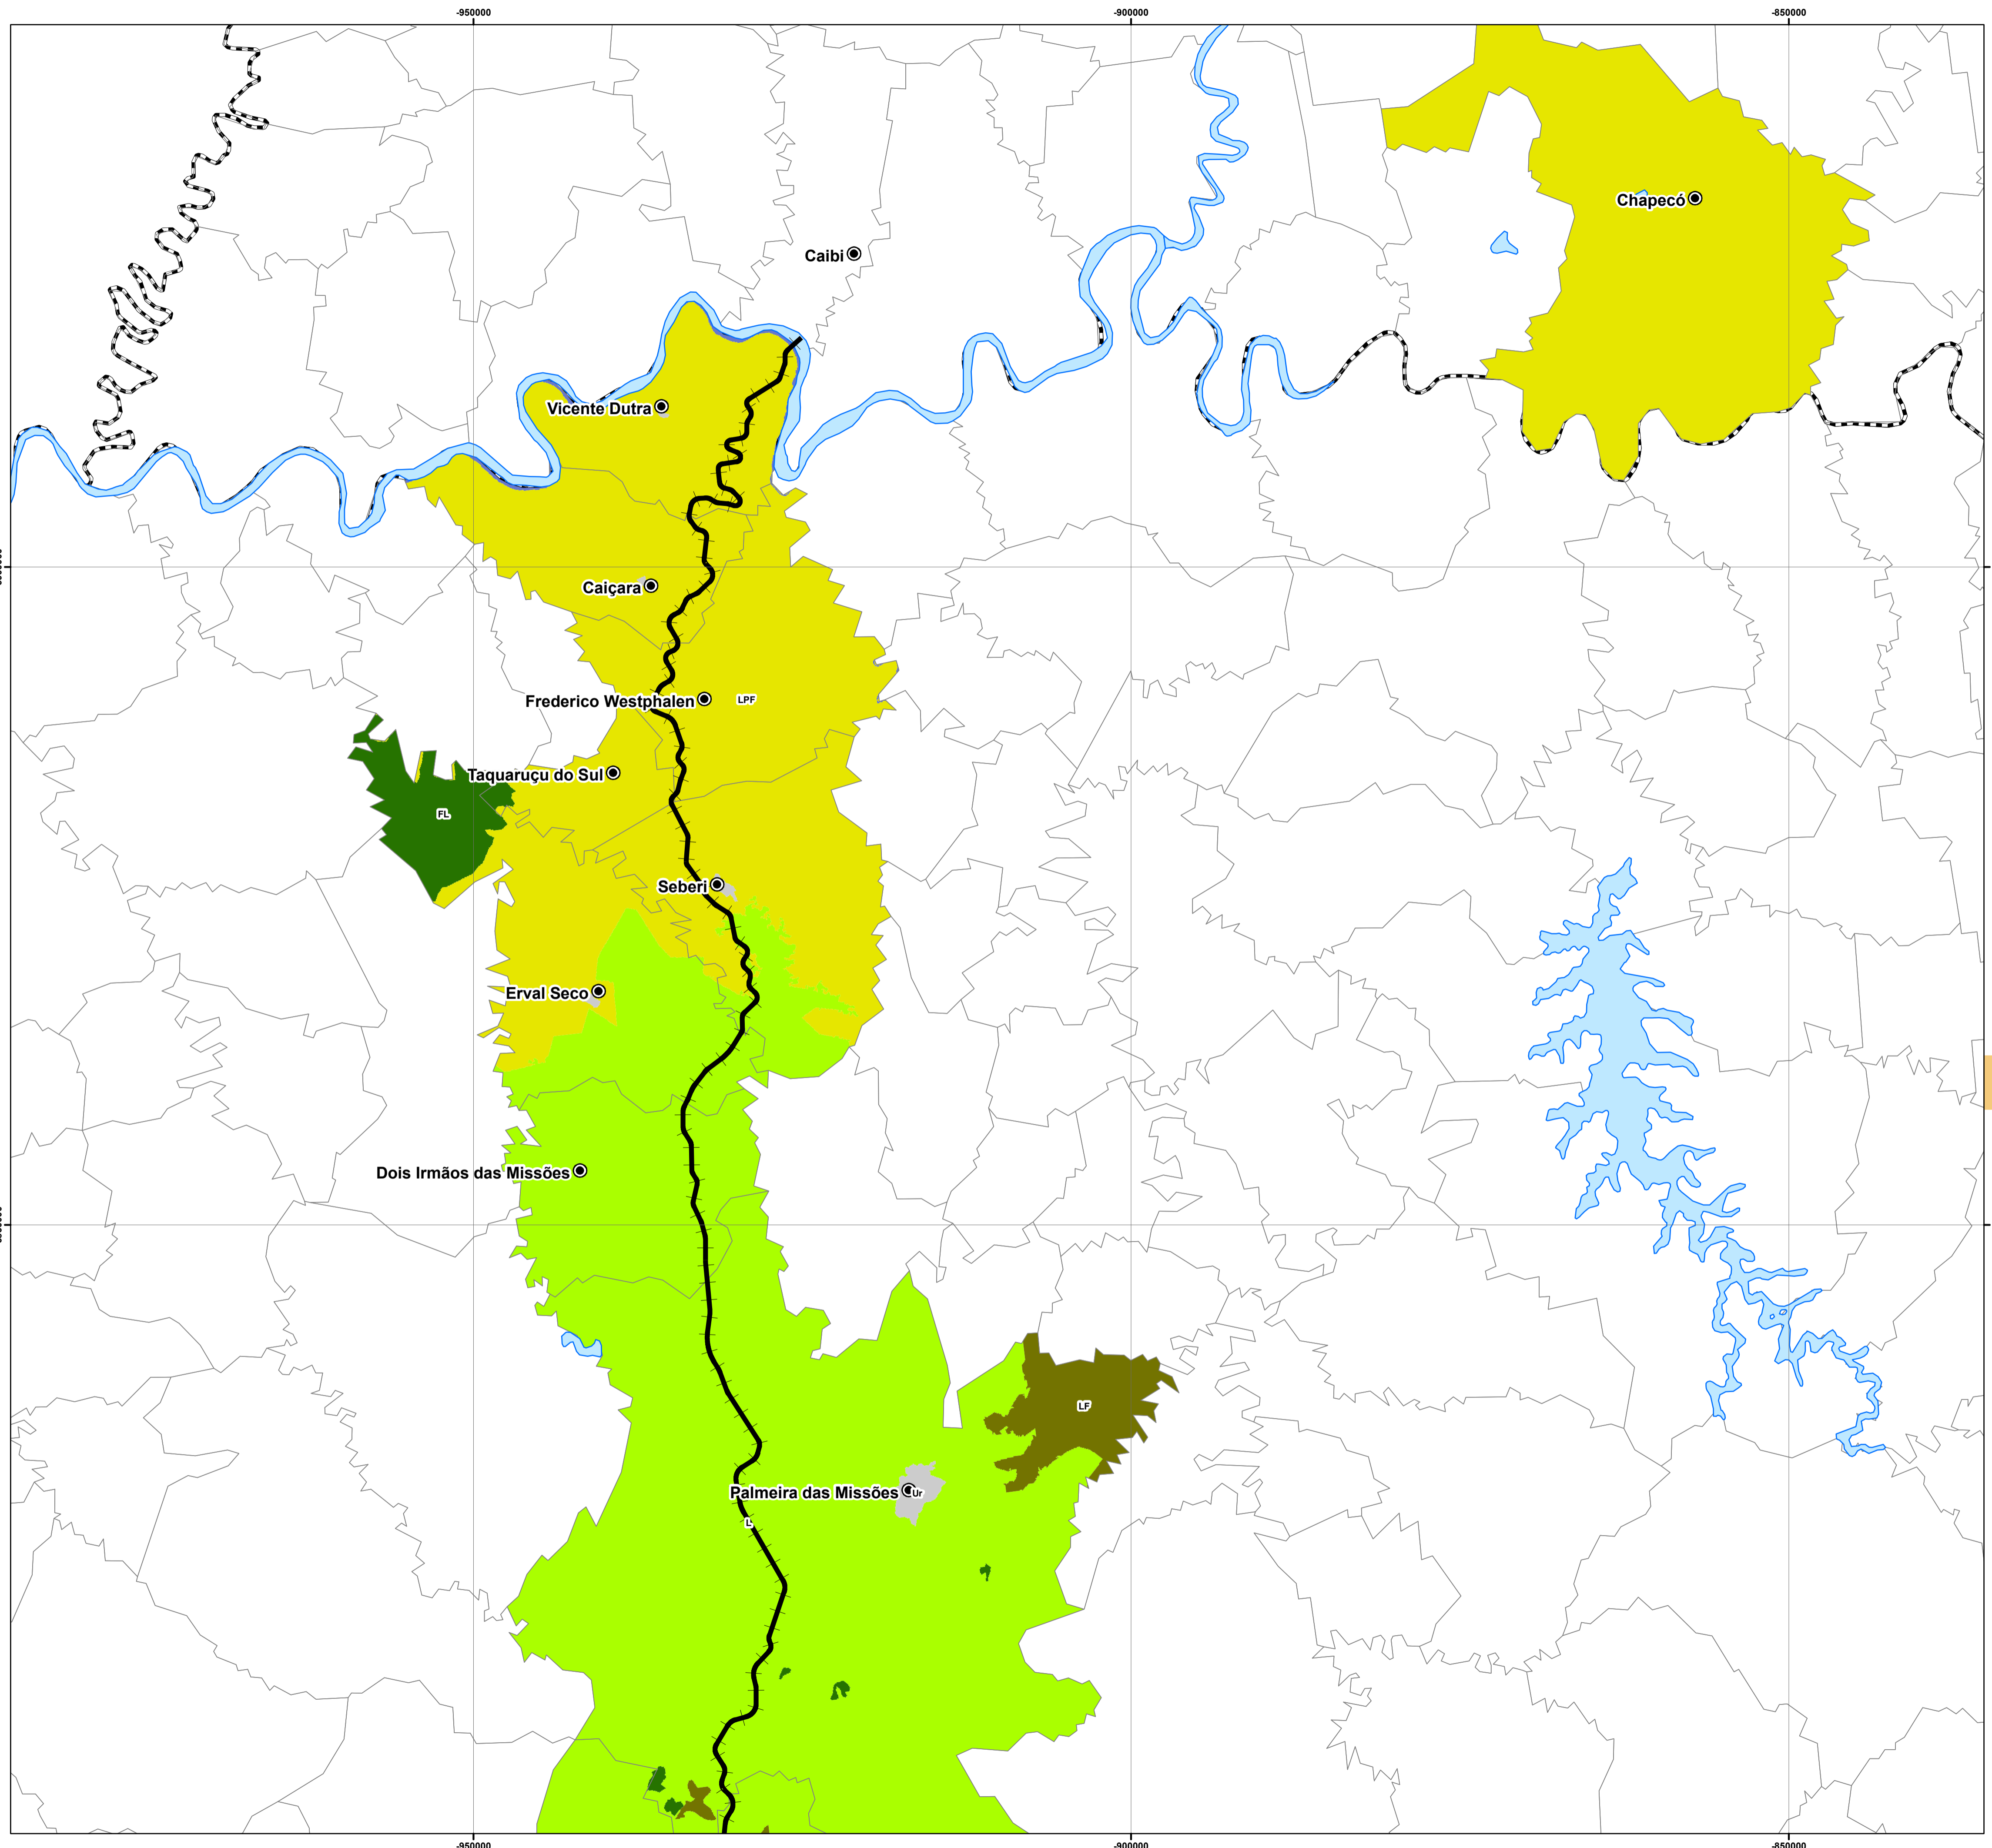 -950000
-900000
-850000
Chapecó
Caibi
Vicente Dutra
Caiçara
Frederico Westphalen
LPF
Taquaruçu do Sul
FL
Seberi
Erval Seco
Dois Irmãos das Missões
LF
Palmeira das Missões
Ur
L
-950000
-900000
-850000